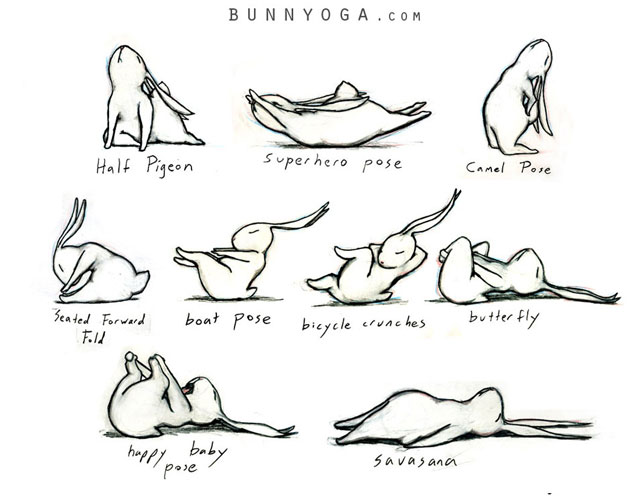 BUNNYOGA.COM
Half Pigeon
Superhero pose
Camel Pose
Seated Forward
Fold
boat pose
bicycle crunches
butterfly
happy baby
pose
savasana